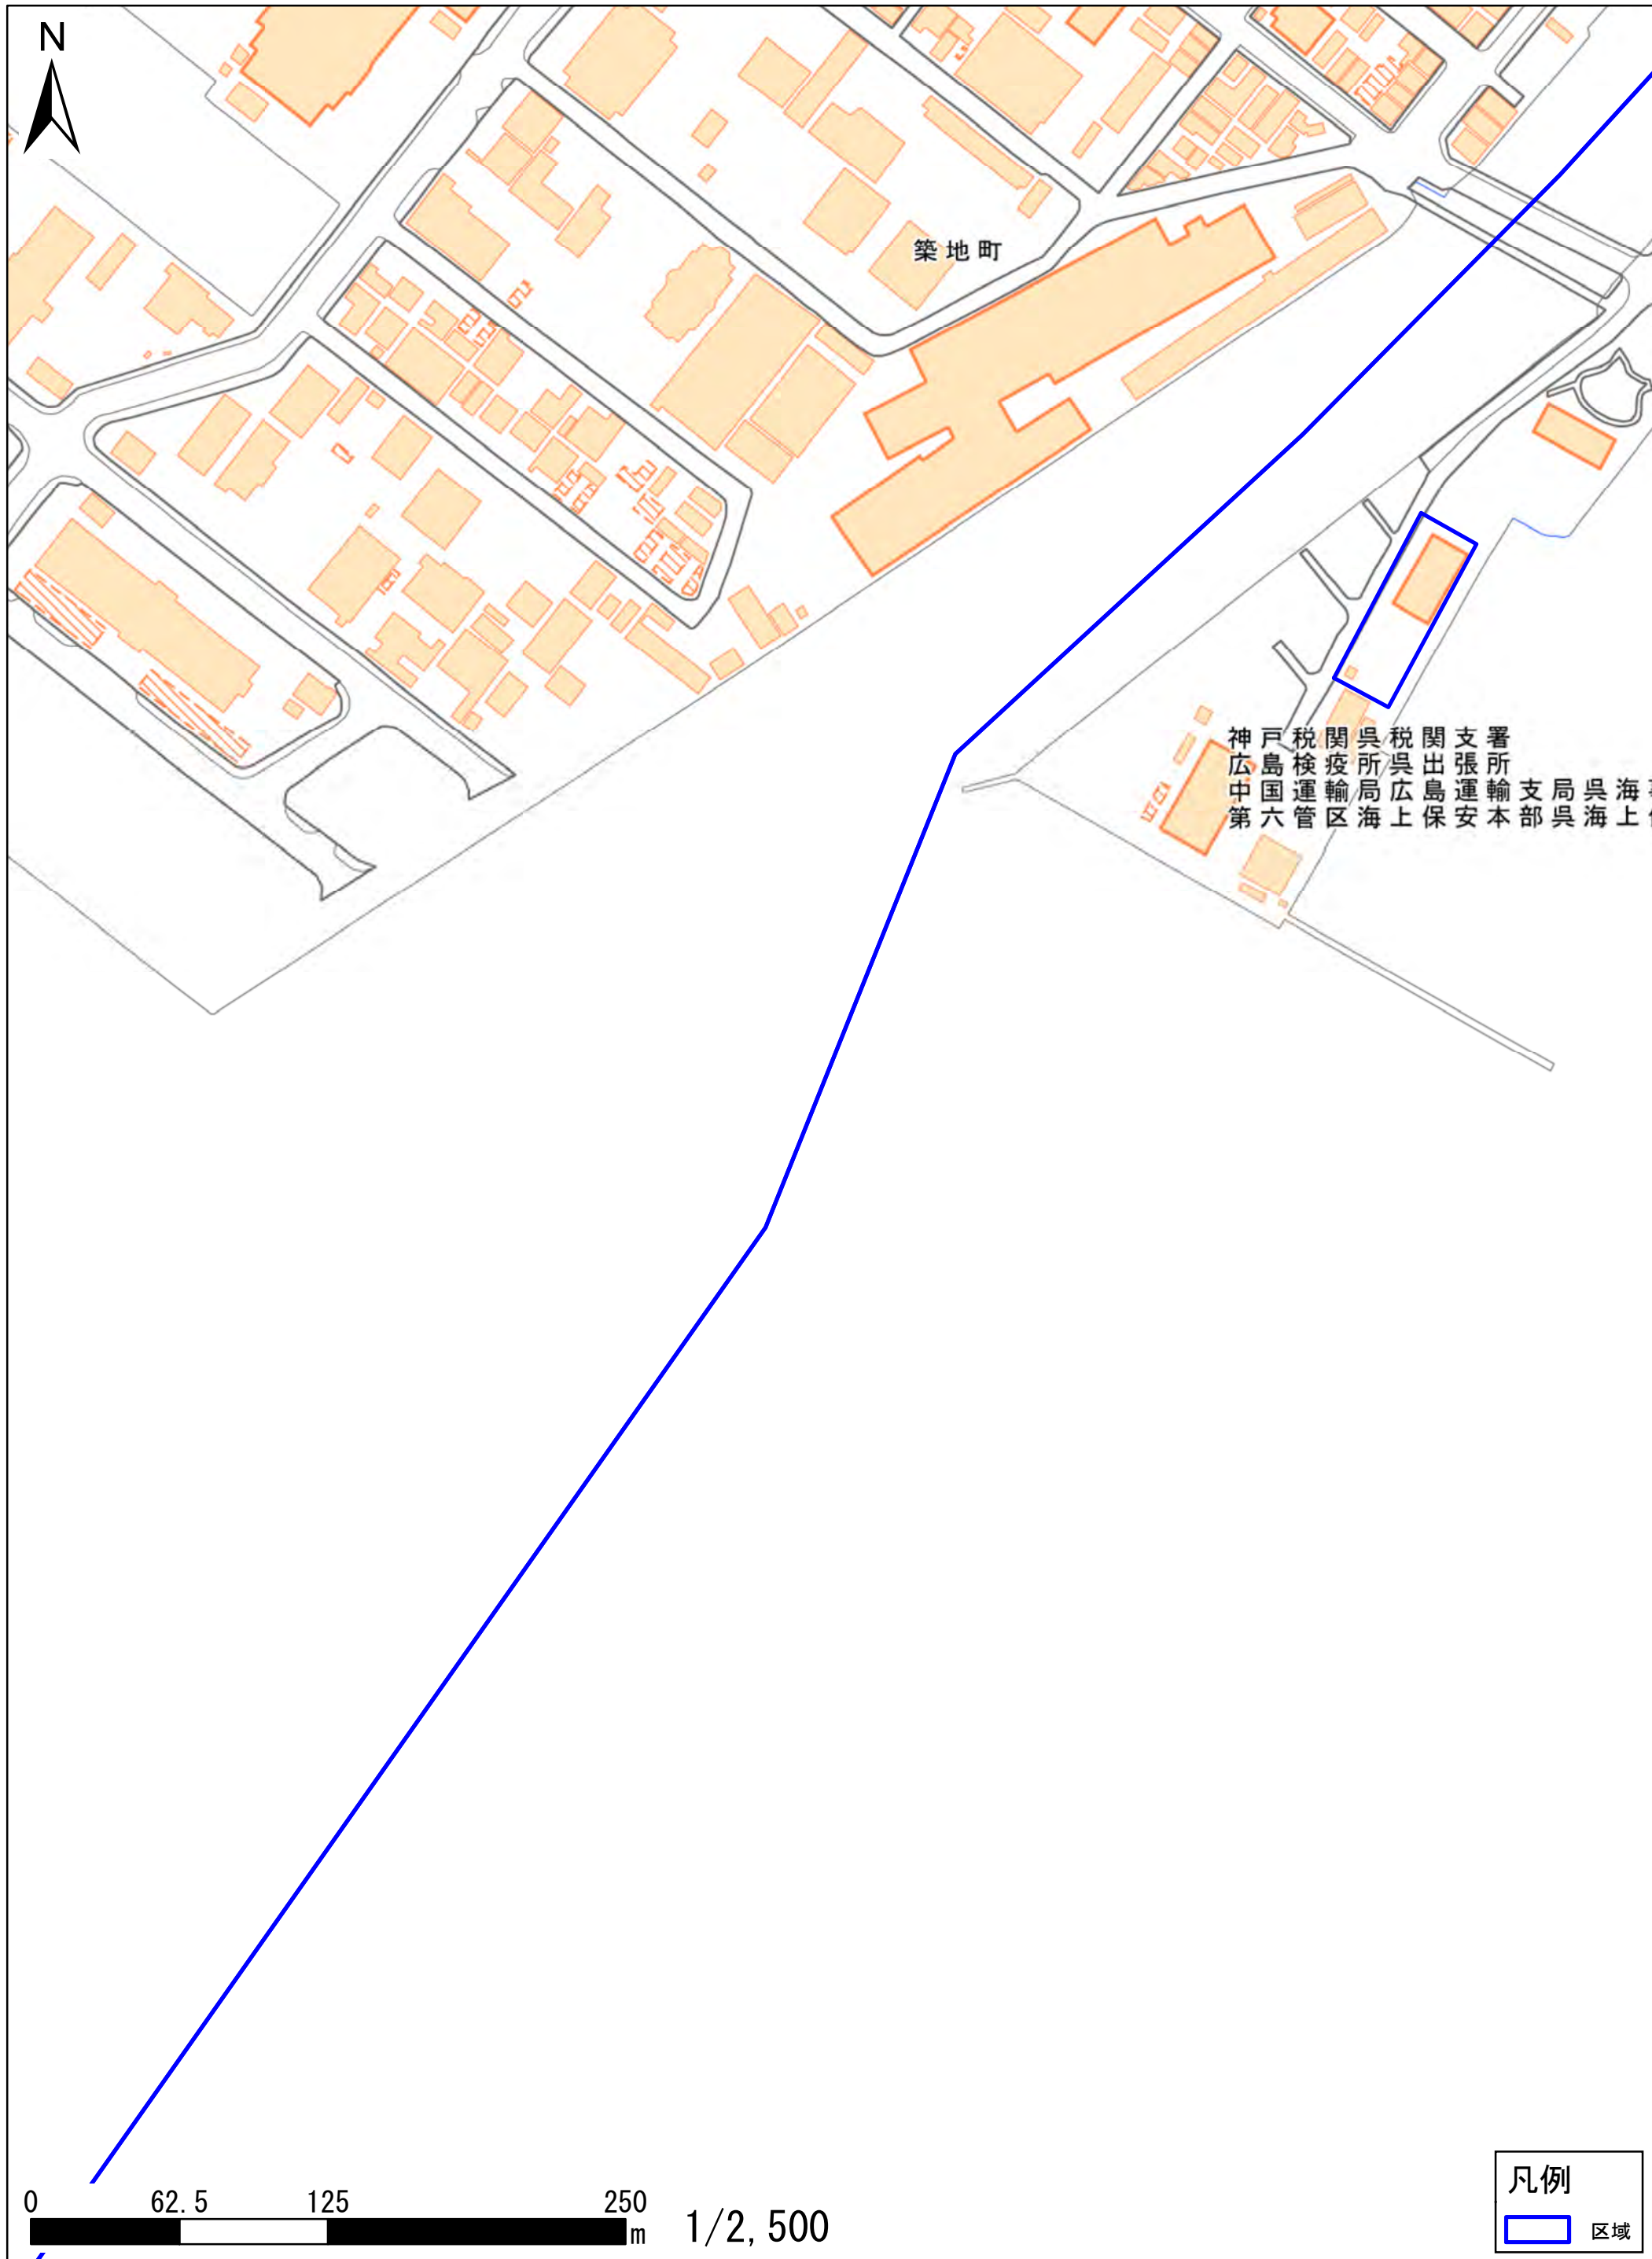 N
築地町
神戸税関呉税関支署
広島検疫所呉出張所
中国運輸局広島運輸支局呉海
第六管区海上保安本部呉海上
0 62.5 125 250
m
1/2,500
凡例
区域